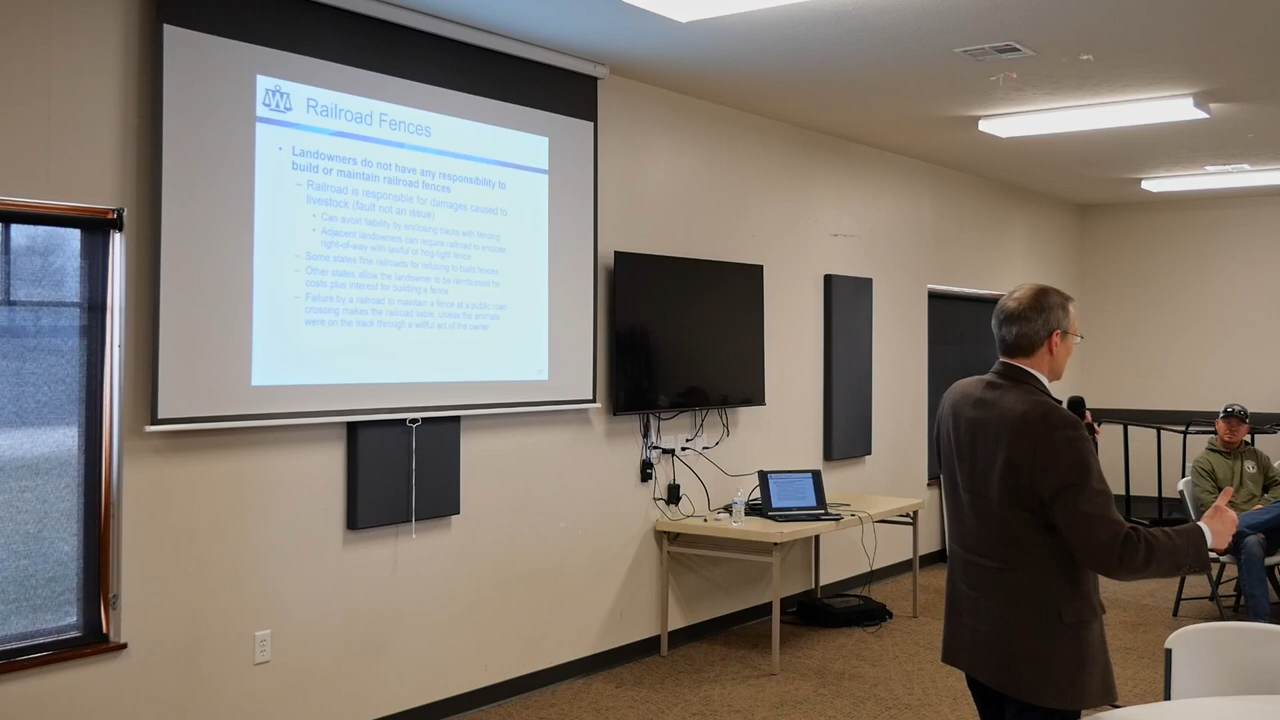 W
Railroad Fences
• Landowners do not have any responsibility to
build or maintain railroad fences
– Railroad is responsible for damages caused to
livestock (fault not an issue)
• Can avoid liability by enclosing tracks with fencing
• Adjacent landowners can require railroad to enclose
right-of-way with lawful or hog-tight fence
– Some states fine railroads for refusing to build fences
– Other states allow the landowner to be reimbursed for
costs plus interest for building a fence
– Failure by a railroad to maintain a fence at a public road
crossing makes the railroad liable, unless the animals
were on the track through a willful act of the owner